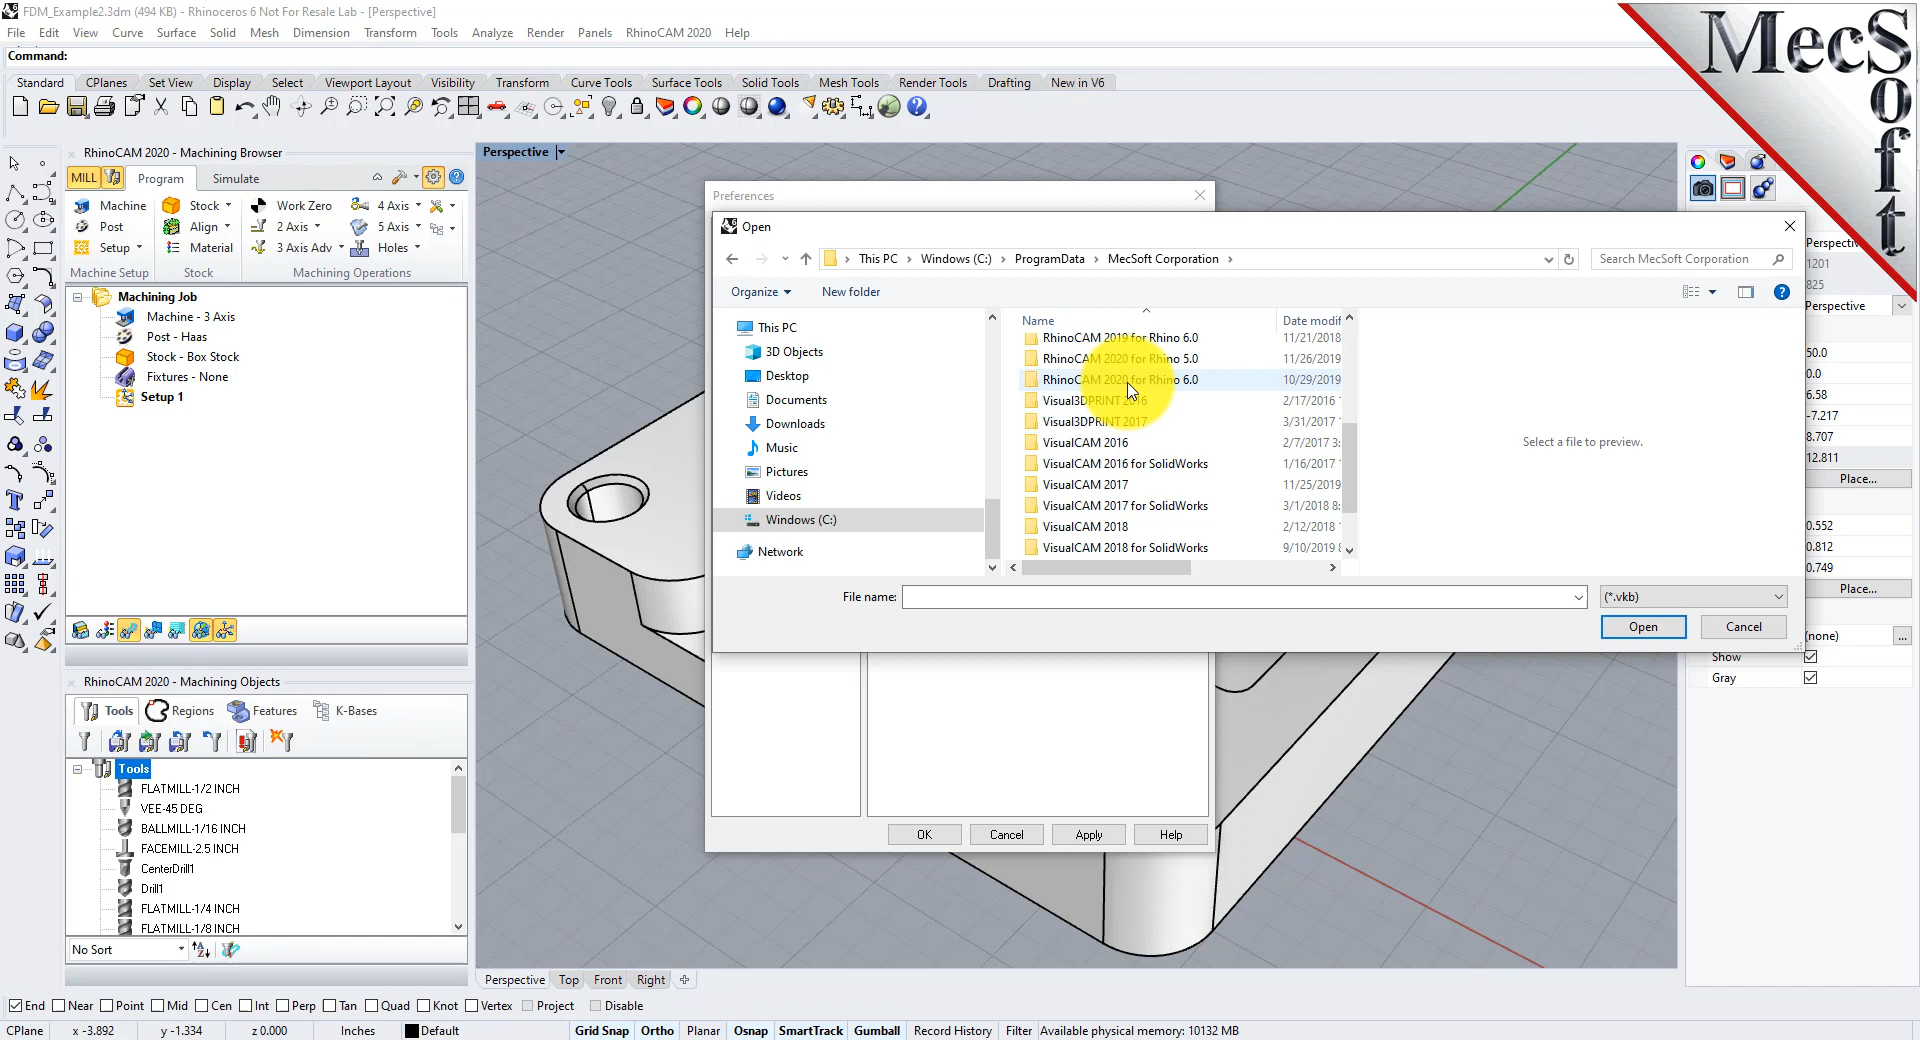 FDM_Example2.3dm (494 KB) - Rhinoceros 6 Not For Resale Lab - [Perspective]
File Edit View Curve Surface Solid Mesh Dimension Transform Tools Analyze Render Panels RhinoCAM 2020 Help
Command:
Standard CPlanes Set View Display Select Viewport Layout Visibility Transform Curve Tools Surface Tools Solid Tools Mesh Tools Render Tools Drafting New in V6
MecSoft
RhinoCAM 2020 - Machining Browser
MILL Program Simulate
Machine Stock Work Zero 4 Axis
Post Align 2 Axis 5 Axis
Setup Material 3 Axis Adv Holes
Machine Setup Stock Machining Operations
Machining Job
Machine - 3 Axis
Post - Haas
Stock - Box Stock
Fixtures - None
Setup 1
RhinoCAM 2020 - Machining Objects
Tools Regions Features K-Bases
Tools
FLATMILL-1/2 INCH
VEE-45 DEG
BALLMILL-1/16 INCH
FACEMILL-2.5 INCH
CenterDrill1
Drill1
FLATMILL-1/4 INCH
FLATMILL-1/8 INCH
No Sort
Perspective
Preferences
Open
This PC Windows (C:) ProgramData MecSoft Corporation Search MecSoft Corporation
Organize New folder
This PC
3D Objects
Desktop
Documents
Downloads
Music
Pictures
Videos
Windows (C:)
Network
Name Date modif
RhinoCAM 2019 for Rhino 6.0 11/21/2018
RhinoCAM 2020 for Rhino 5.0 11/26/2019
RhinoCAM 2020 for Rhino 6.0 10/29/2019
Visual3DPRINT 2016 2/17/2016 1
Visual3DPRINT 2017 3/31/2017 1
VisualCAM 2016 2/7/2017 3:
VisualCAM 2016 for SolidWorks 1/16/2017 1
VisualCAM 2017 11/25/2019
VisualCAM 2017 for SolidWorks 3/1/2018 8:
VisualCAM 2018 2/12/2018 1
VisualCAM 2018 for SolidWorks 9/10/2019 8
Select a file to preview.
File name: (*.vkb)
Open Cancel
OK Cancel Apply Help
Perspective
1201
825
Perspective
50.0
0.0
6.58
-7.217
8.707
12.811
Place...
0.552
0.812
0.749
Place...
(none) ...
Show
Gray
Perspective Top Front Right
End Near Point Mid Cen Int Perp Tan Quad Knot Vertex Project Disable
CPlane x -3.892 y -1.334 z 0.000 Inches Default Grid Snap Ortho Planar Osnap SmartTrack Gumball Record History Filter Available physical memory: 10132 MB